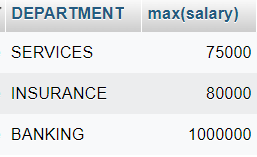 DEPARTMENT max(salary)
SERVICES 75000
INSURANCE 80000
BANKING 1000000